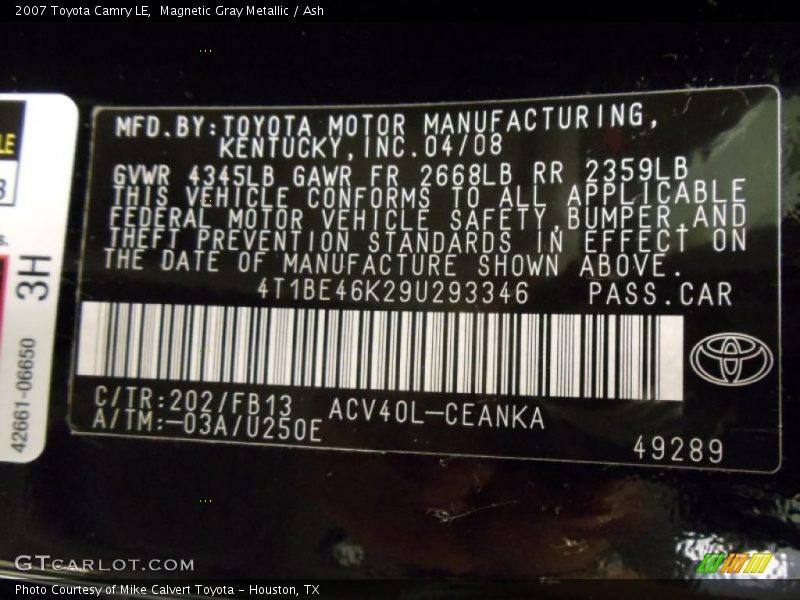 2007 Toyota Camry LE, Magnetic Gray Metallic / Ash
LE
3H
42661-06650
MFD.BY:TOYOTA MOTOR MANUFACTURING,
KENTUCKY,INC.04/08
GVWR 4345LB GAWR FR 2668LB RR 2359LB
THIS VEHICLE CONFORMS TO ALL APPLICABLE
FEDERAL MOTOR VEHICLE SAFETY,BUMPER,AND
THEFT PREVENTION STANDARDS IN EFFECT ON
THE DATE OF MANUFACTURE SHOWN ABOVE.
4T1BE46K29U293346 PASS.CAR
C/TR:202/FB13 ACV40L-CEANKA
A/TM:-03A/U250E
49289
GTCARLOT.COM
Photo Courtesy of Mike Calvert Toyota - Houston, TX